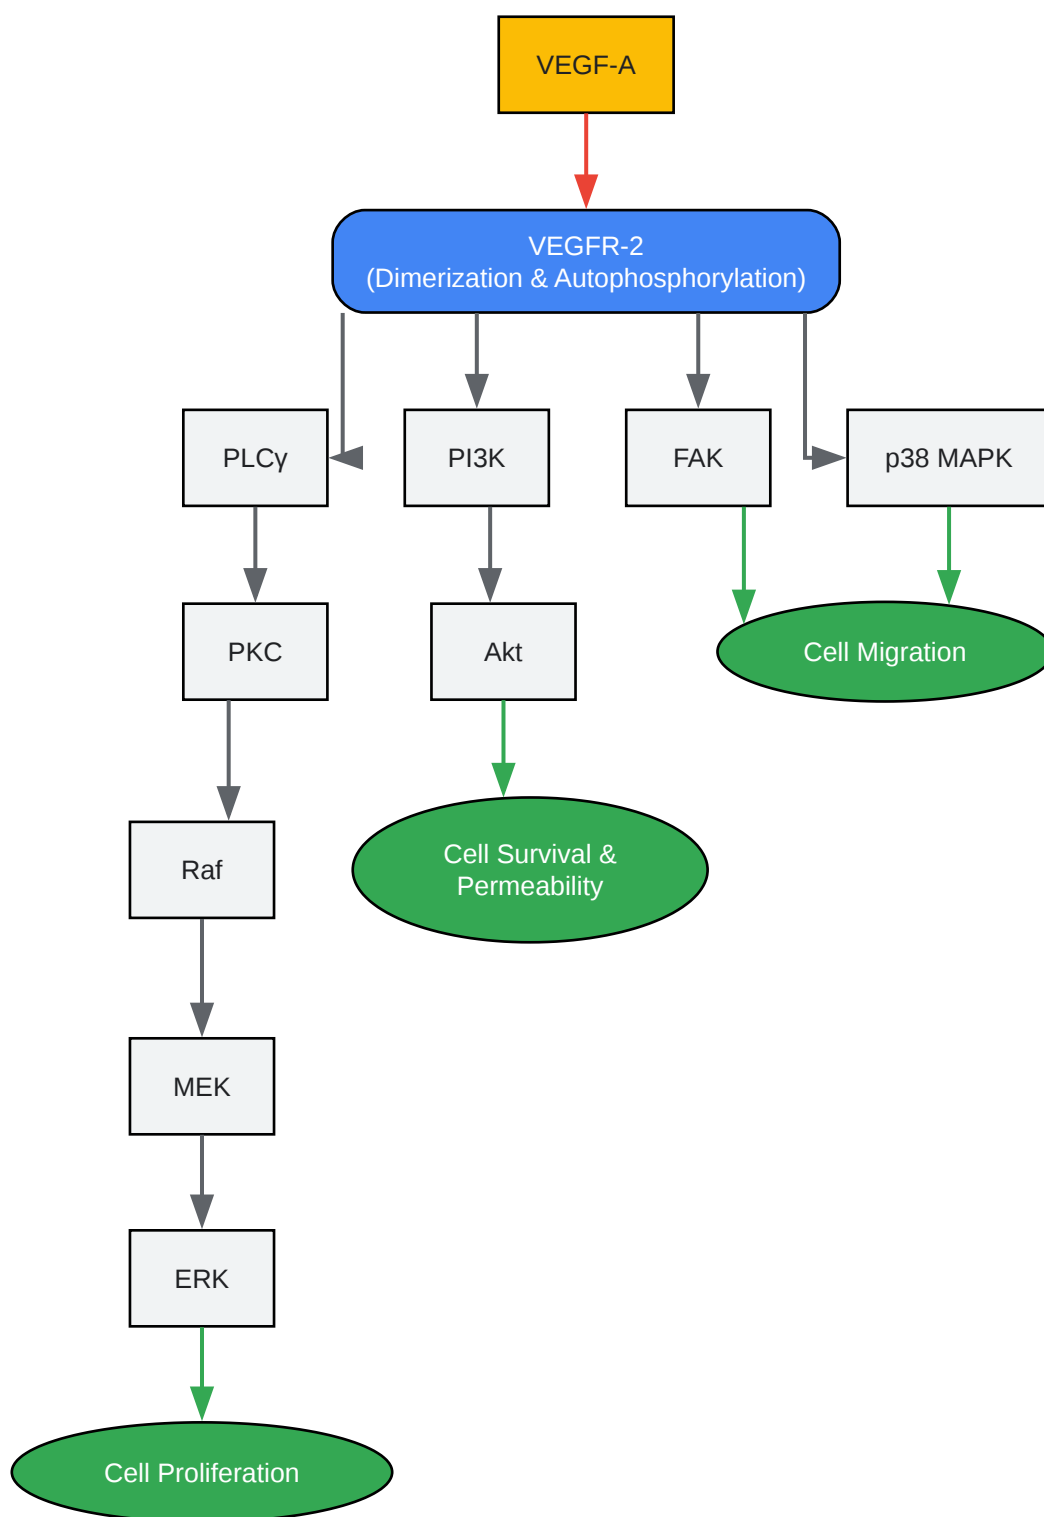 VEGF-A
VEGFR-2
(Dimerization & Autophosphorylation)
PLCγ
PI3K
FAK
p38 MAPK
PKC
Akt
Cell Migration
Raf
Cell Survival &
Permeability
MEK
ERK
Cell Proliferation